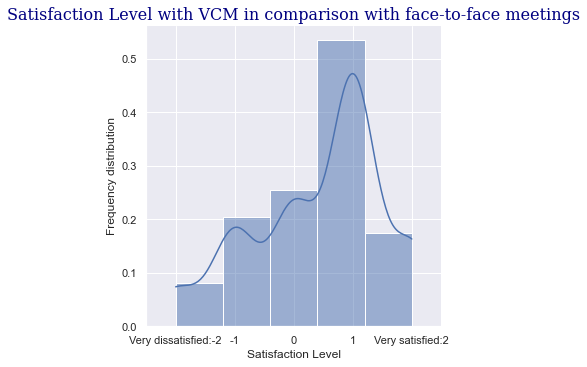 Satisfaction Level with VCM in comparison with face-to-face meetings
0.5
0.4
0.3
0.2
0.1
0.0
Frequency distribution
Very dissatisfied:-2 -1 0 1 Very satisfied:2
Satisfaction Level